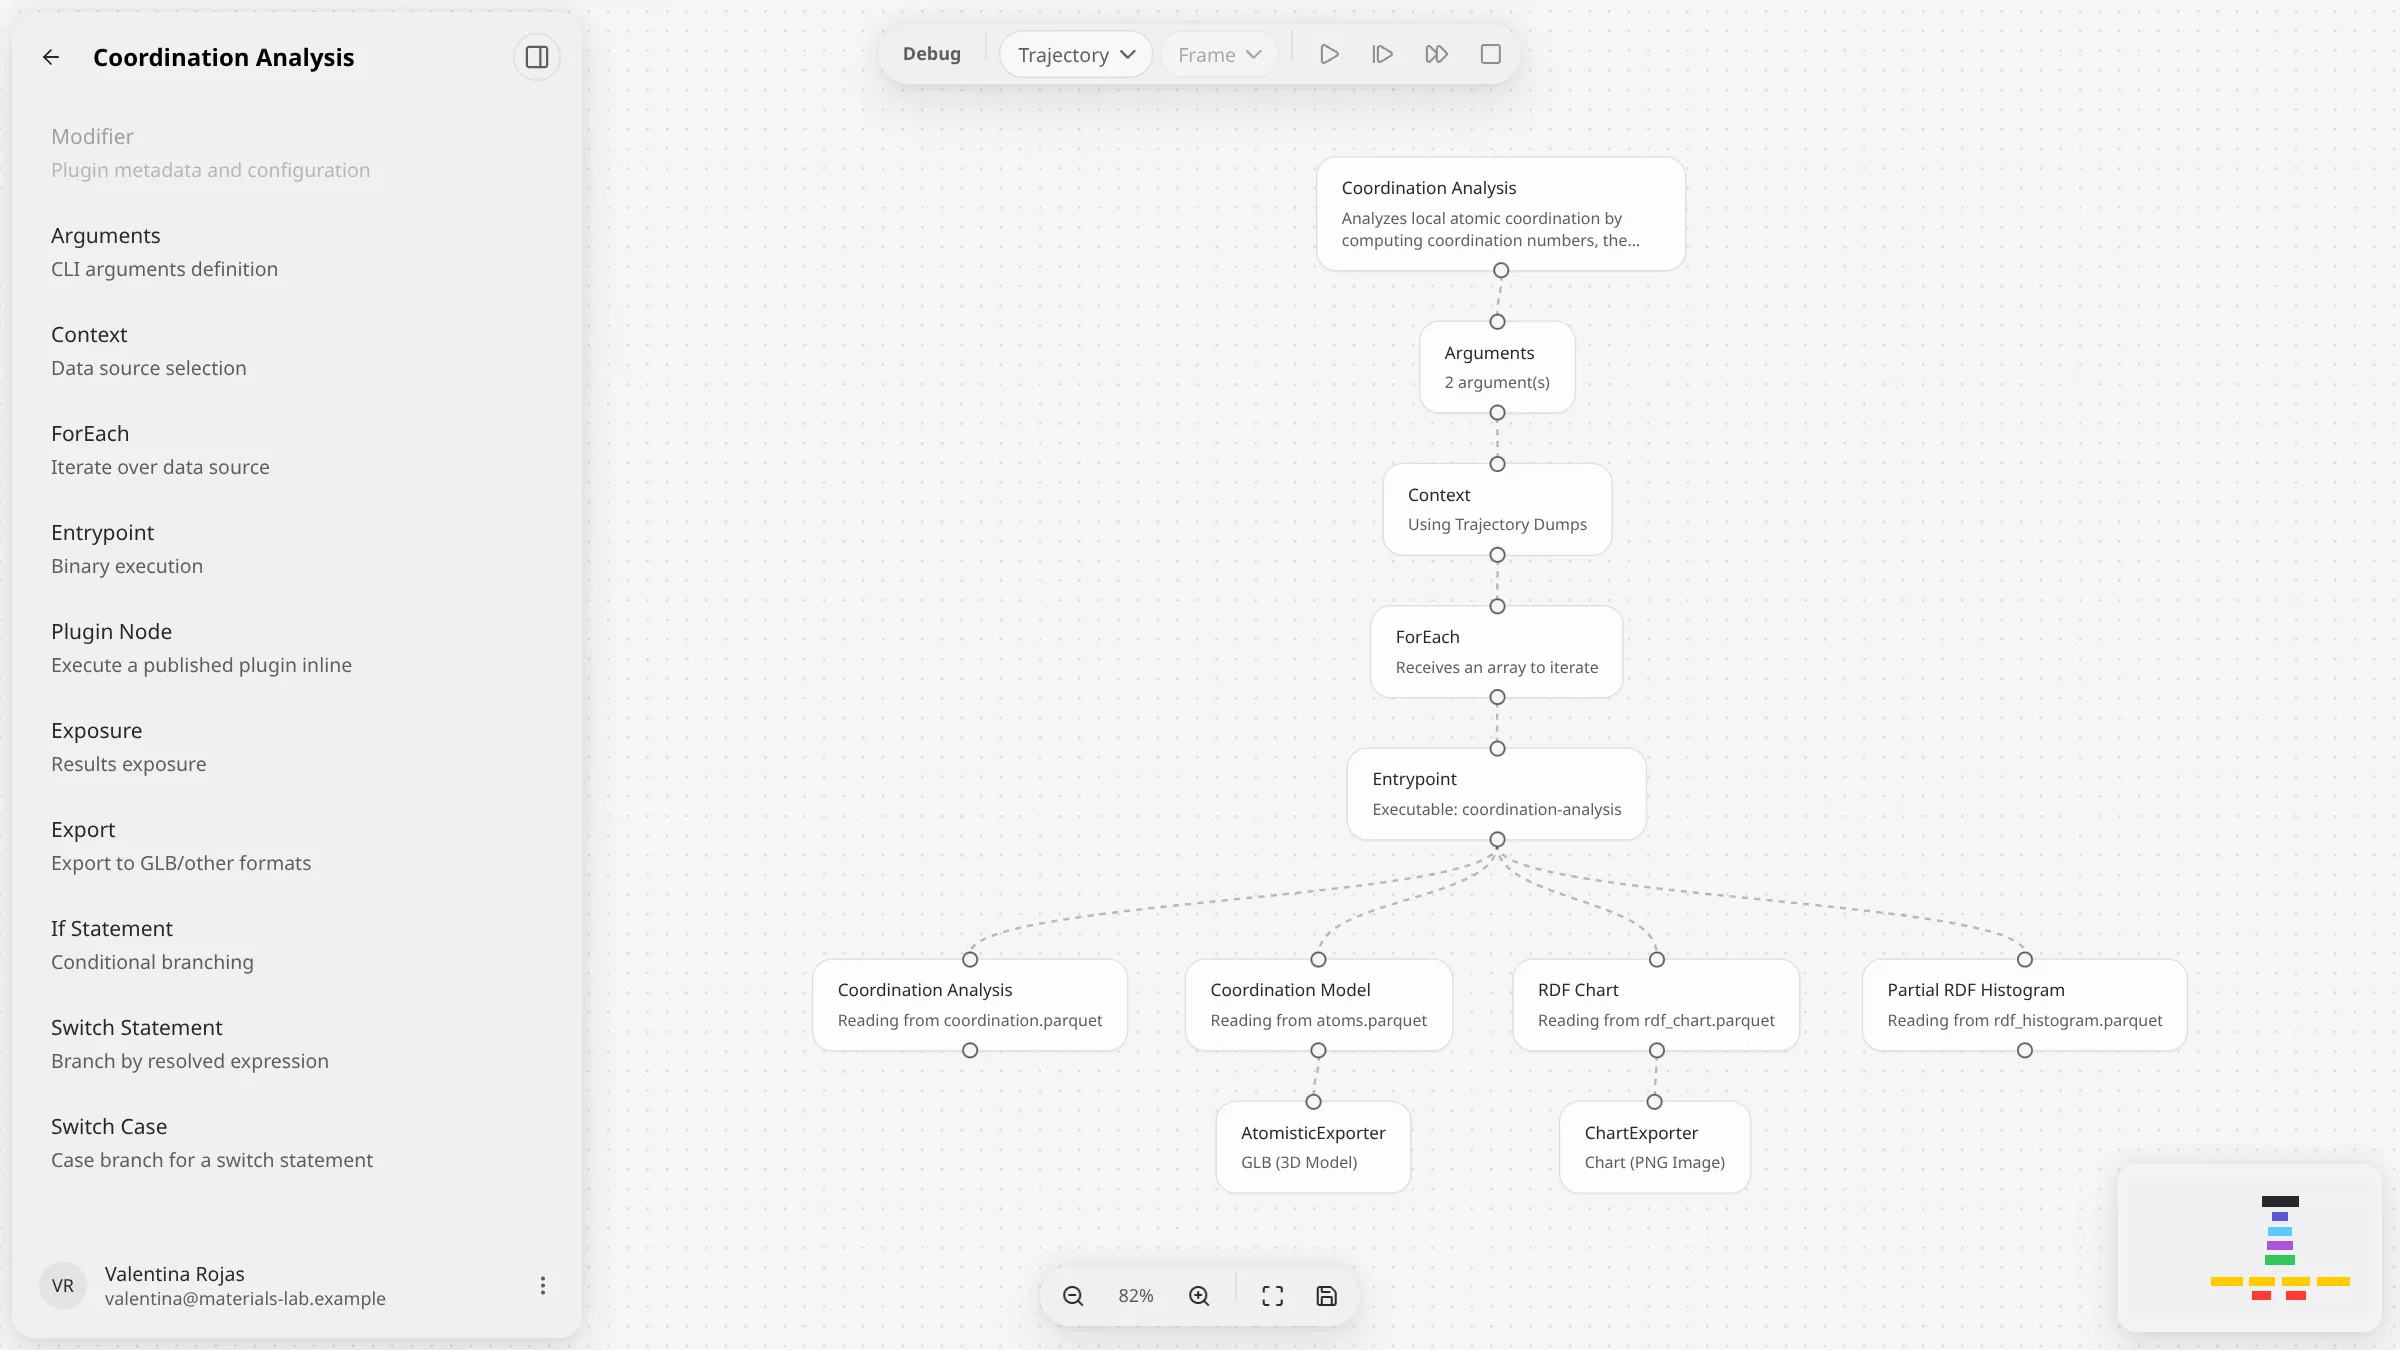 Coordination Analysis
Modifier
Plugin metadata and configuration
Arguments
CLI arguments definition
Context
Data source selection
ForEach
Iterate over data source
Entrypoint
Binary execution
Plugin Node
Execute a published plugin inline
Exposure
Results exposure
Export
Export to GLB/other formats
If Statement
Conditional branching
Switch Statement
Branch by resolved expression
Switch Case
Case branch for a switch statement
VR
Valentina Rojas
valentina@materials-lab.example
Debug
Trajectory
Frame
Coordination Analysis
Analyzes local atomic coordination by
computing coordination numbers, the...
Arguments
2 argument(s)
Context
Using Trajectory Dumps
ForEach
Receives an array to iterate
Entrypoint
Executable: coordination-analysis
Coordination Analysis
Reading from coordination.parquet
Coordination Model
Reading from atoms.parquet
RDF Chart
Reading from rdf_chart.parquet
Partial RDF Histogram
Reading from rdf_histogram.parquet
AtomisticExporter
GLB (3D Model)
ChartExporter
Chart (PNG Image)
82%